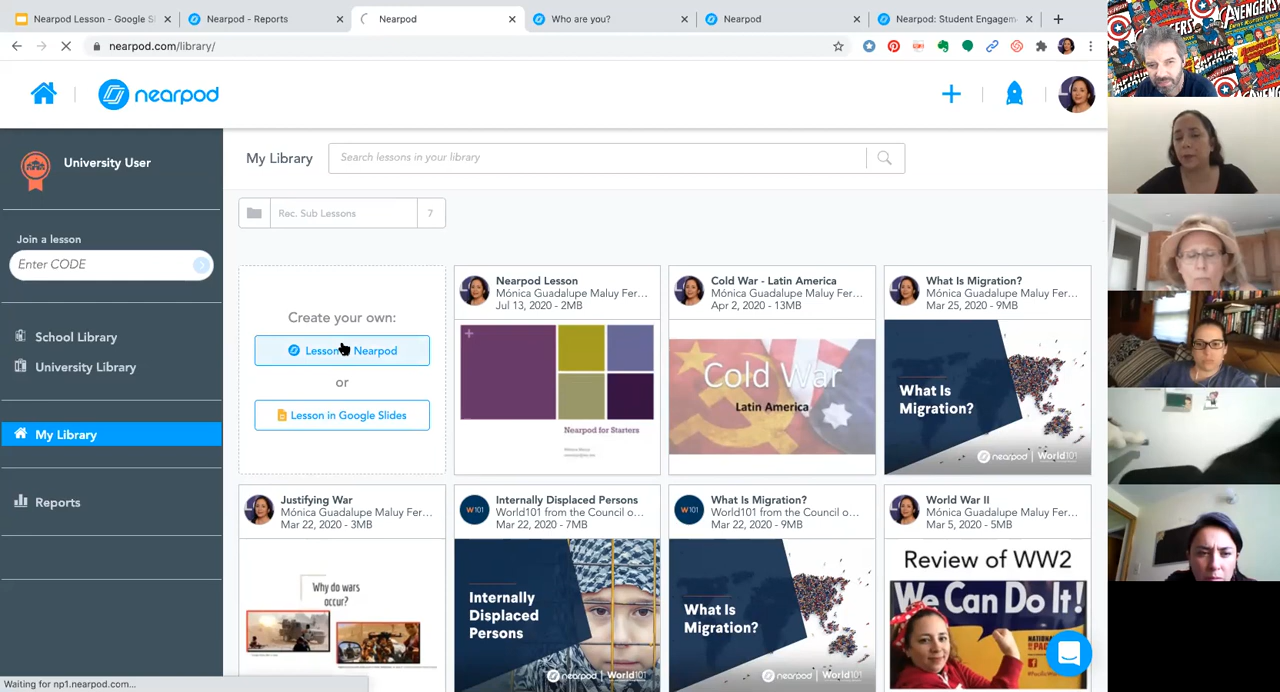 Nearpod Lesson - Google Sl
Nearpod - Reports
Nearpod
Who are you?
Nearpod
Nearpod: Student Engagem
nearpod.com/library/
nearpod
University User
Join a lesson
Enter CODE
School Library
University Library
My Library
Reports
My Library
Search lessons in your library
Rec. Sub Lessons
7
Create your own:
Lesson Nearpod
or
Lesson in Google Slides
Nearpod Lesson
Mónica Guadalupe Maluy Fer...
Jul 13, 2020 - 2MB
Nearpod for Starters
Cold War - Latin America
Mónica Guadalupe Maluy Fer...
Apr 2, 2020 - 13MB
Cold War
Latin America
What Is Migration?
Mónica Guadalupe Maluy Fer...
Mar 25, 2020 - 9MB
What Is
Migration?
nearpod World101
Justifying War
Mónica Guadalupe Maluy Fer...
Mar 22, 2020 - 3MB
Why do wars
occur?
W101
Internally Displaced Persons
World101 from the Council o...
Mar 22, 2020 - 7MB
Internally
Displaced
Persons
nearpod World101
W101
What Is Migration?
World101 from the Council o...
Mar 22, 2020 - 9MB
What Is
Migration?
nearpod World101
World War II
Mónica Guadalupe Maluy Fer...
Mar 5, 2020 - 5MB
Review of WW2
We Can Do It!
Waiting for np1.nearpod.com...
AVENGERS
CAPTAIN
AMERICA